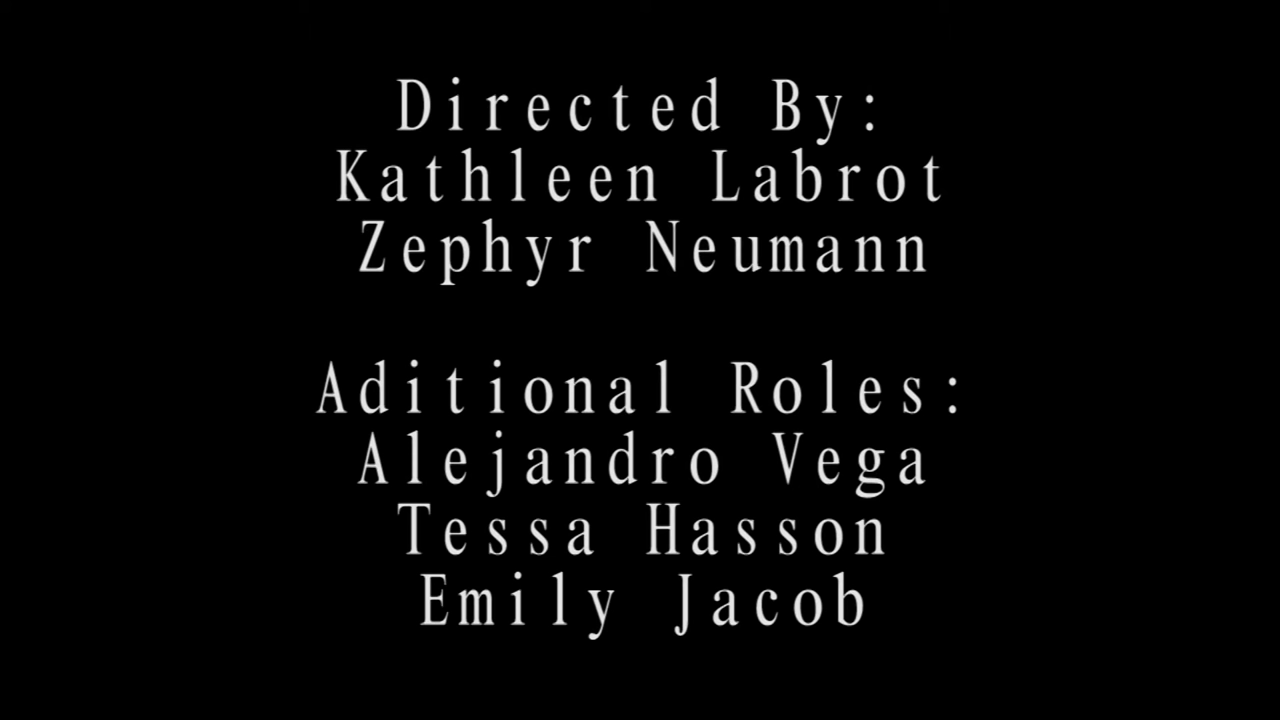 Directed By:
Kathleen Labrot
Zephyr Neumann
Aditional Roles:
Alejandro Vega
Tessa Hasson
Emily Jacob